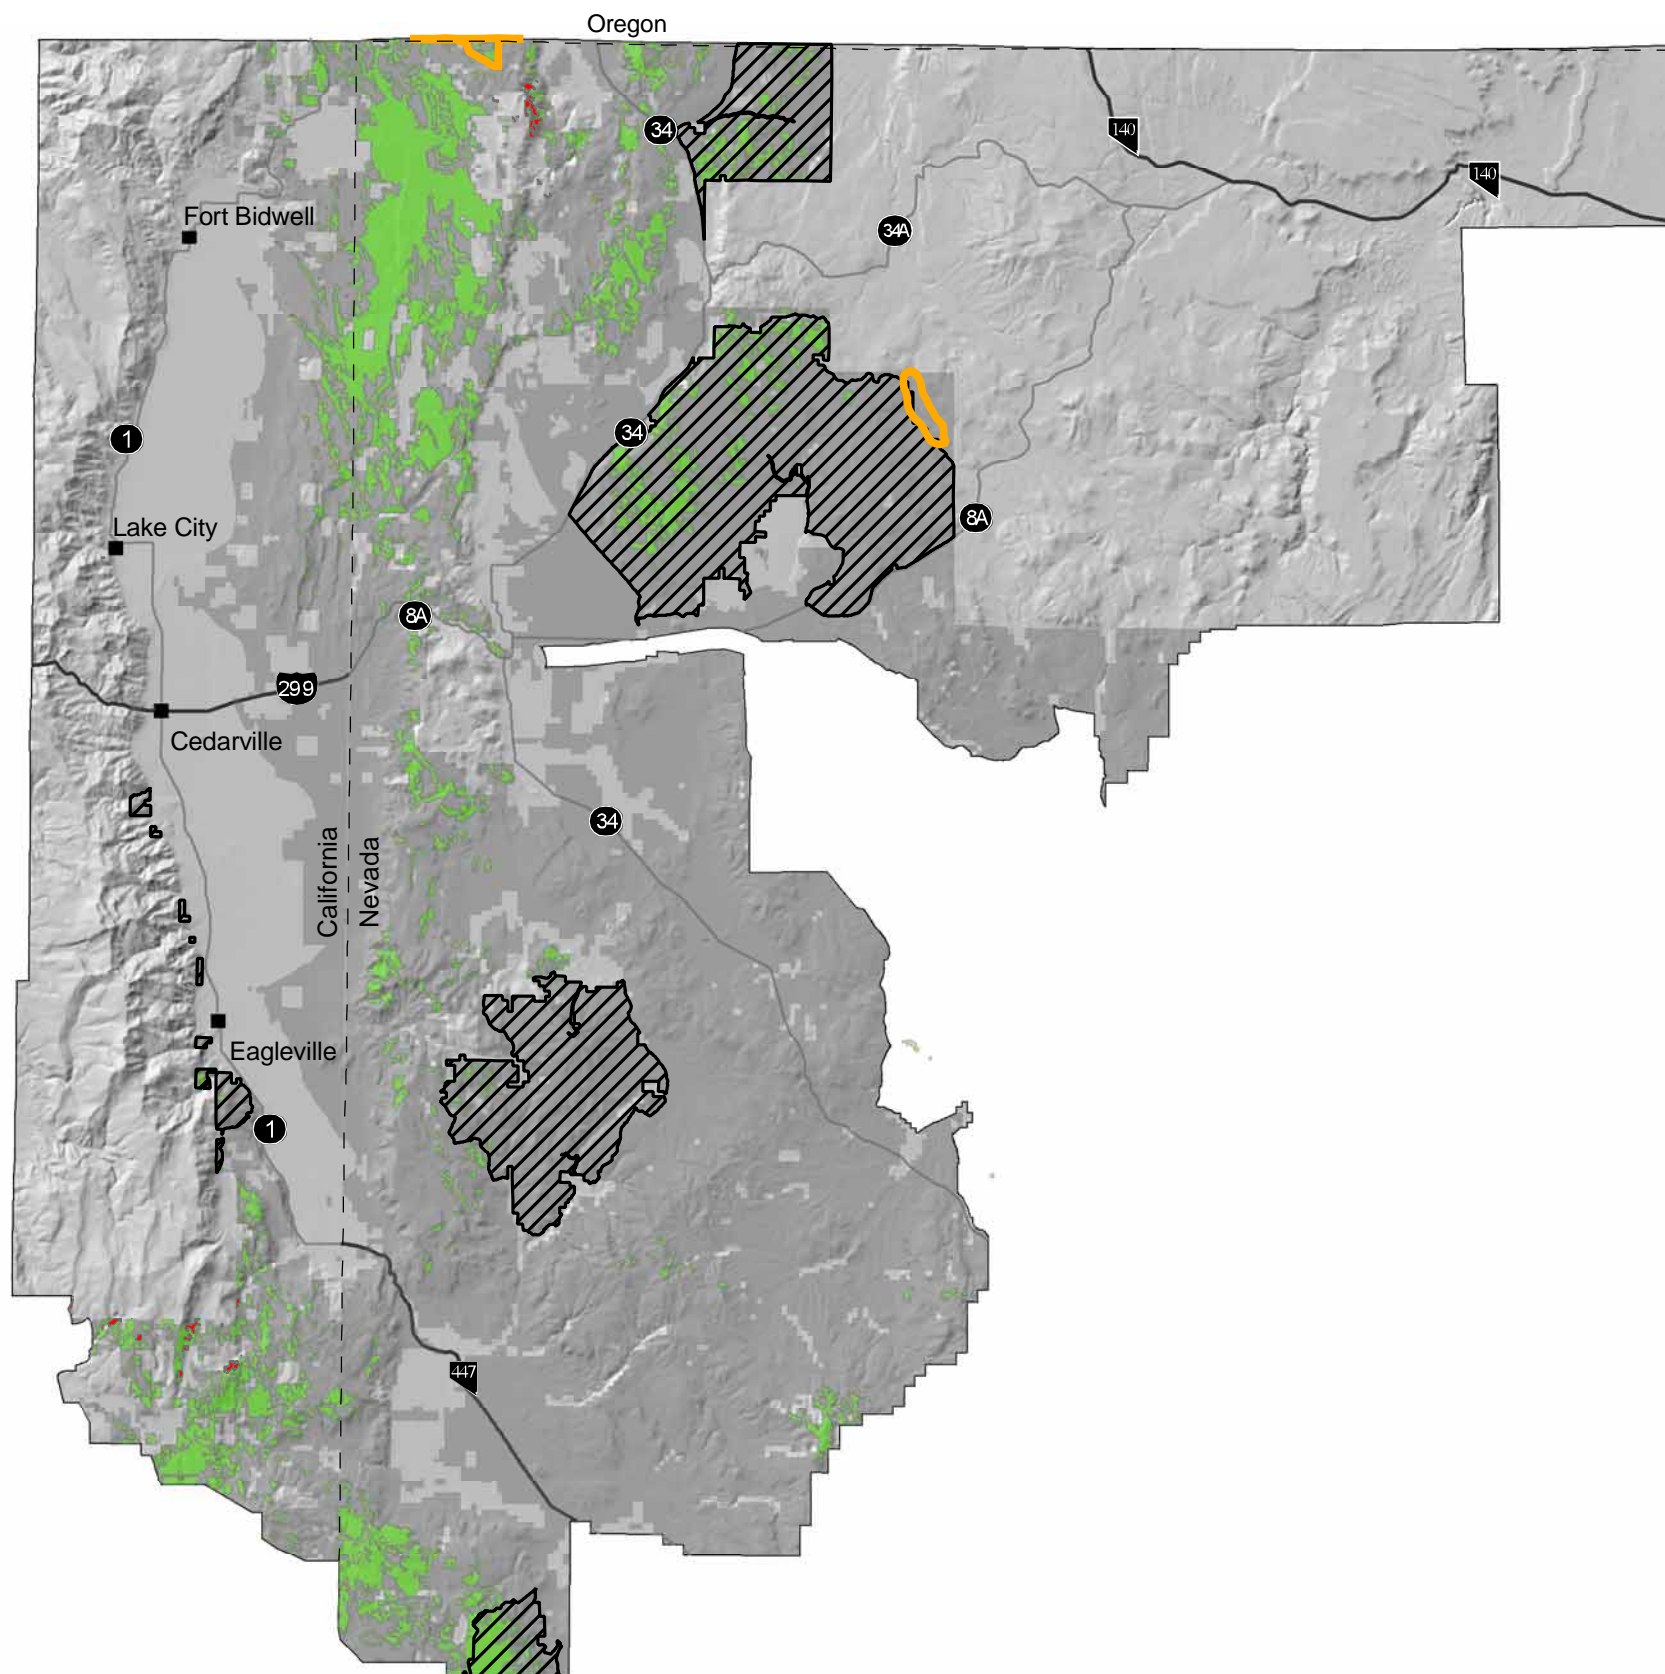 Oregon
34
140
140
Fort Bidwell
34A
1
34
Lake City
8A
8A
299
Cedarville
34
California
Nevada
Eagleville
1
447